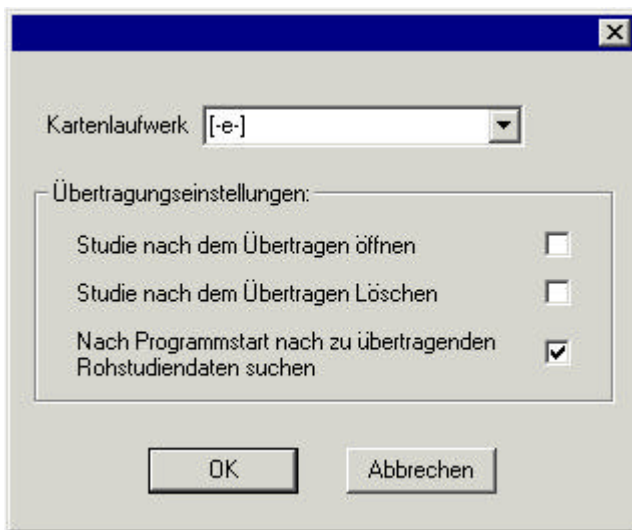 Kartenlaufwerk [-e-]
Übertragungseinstellungen:
Studie nach dem Übertragen öffnen
Studie nach dem Übertragen Löschen
Nach Programmstart nach zu übertragenden
Rohstudiendaten suchen
OK Abbrechen